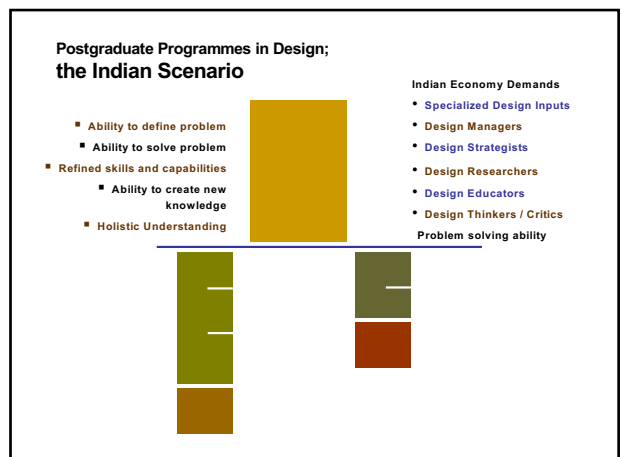 Postgraduate Programmes in Design;
the Indian Scenario
▪ Ability to define problem
▪ Ability to solve problem
▪ Refined skills and capabilities
▪ Ability to create new
knowledge
▪ Holistic Understanding
Indian Economy Demands
• Specialized Design Inputs
• Design Managers
• Design Strategists
• Design Researchers
• Design Educators
• Design Thinkers / Critics
Problem solving ability